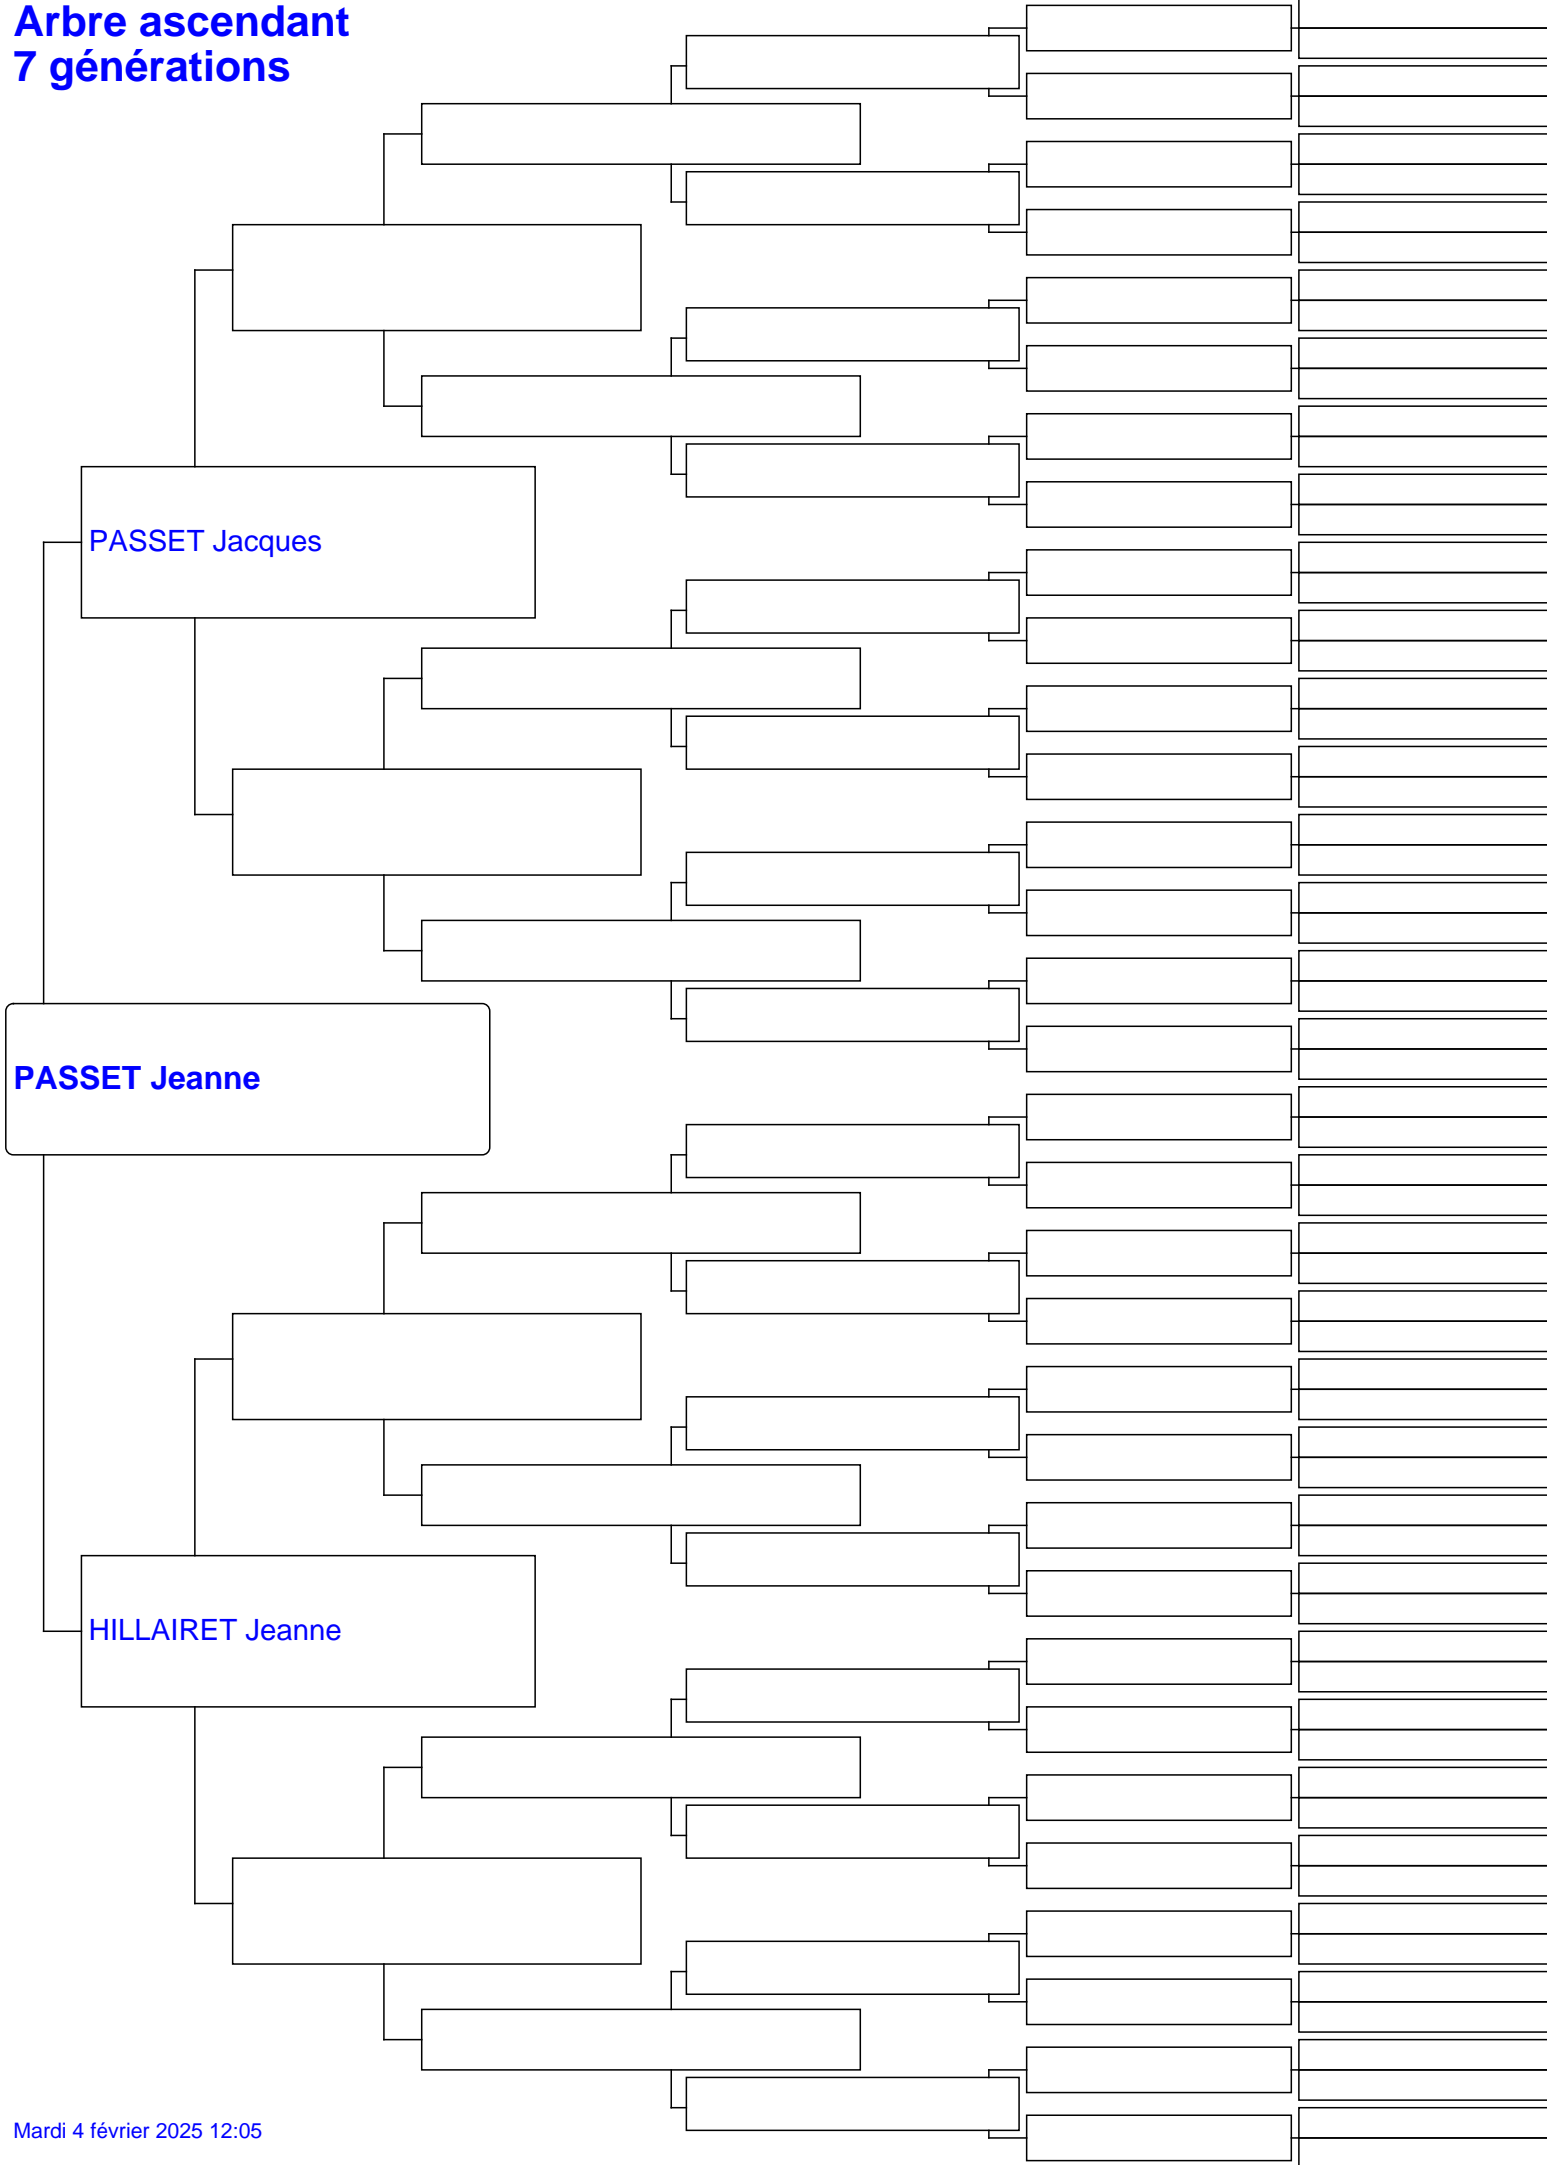 Arbre ascendant
7 générations
PASSET Jacques
PASSET Jeanne
HILLAIRET Jeanne
Mardi 4 février 2025 12:05